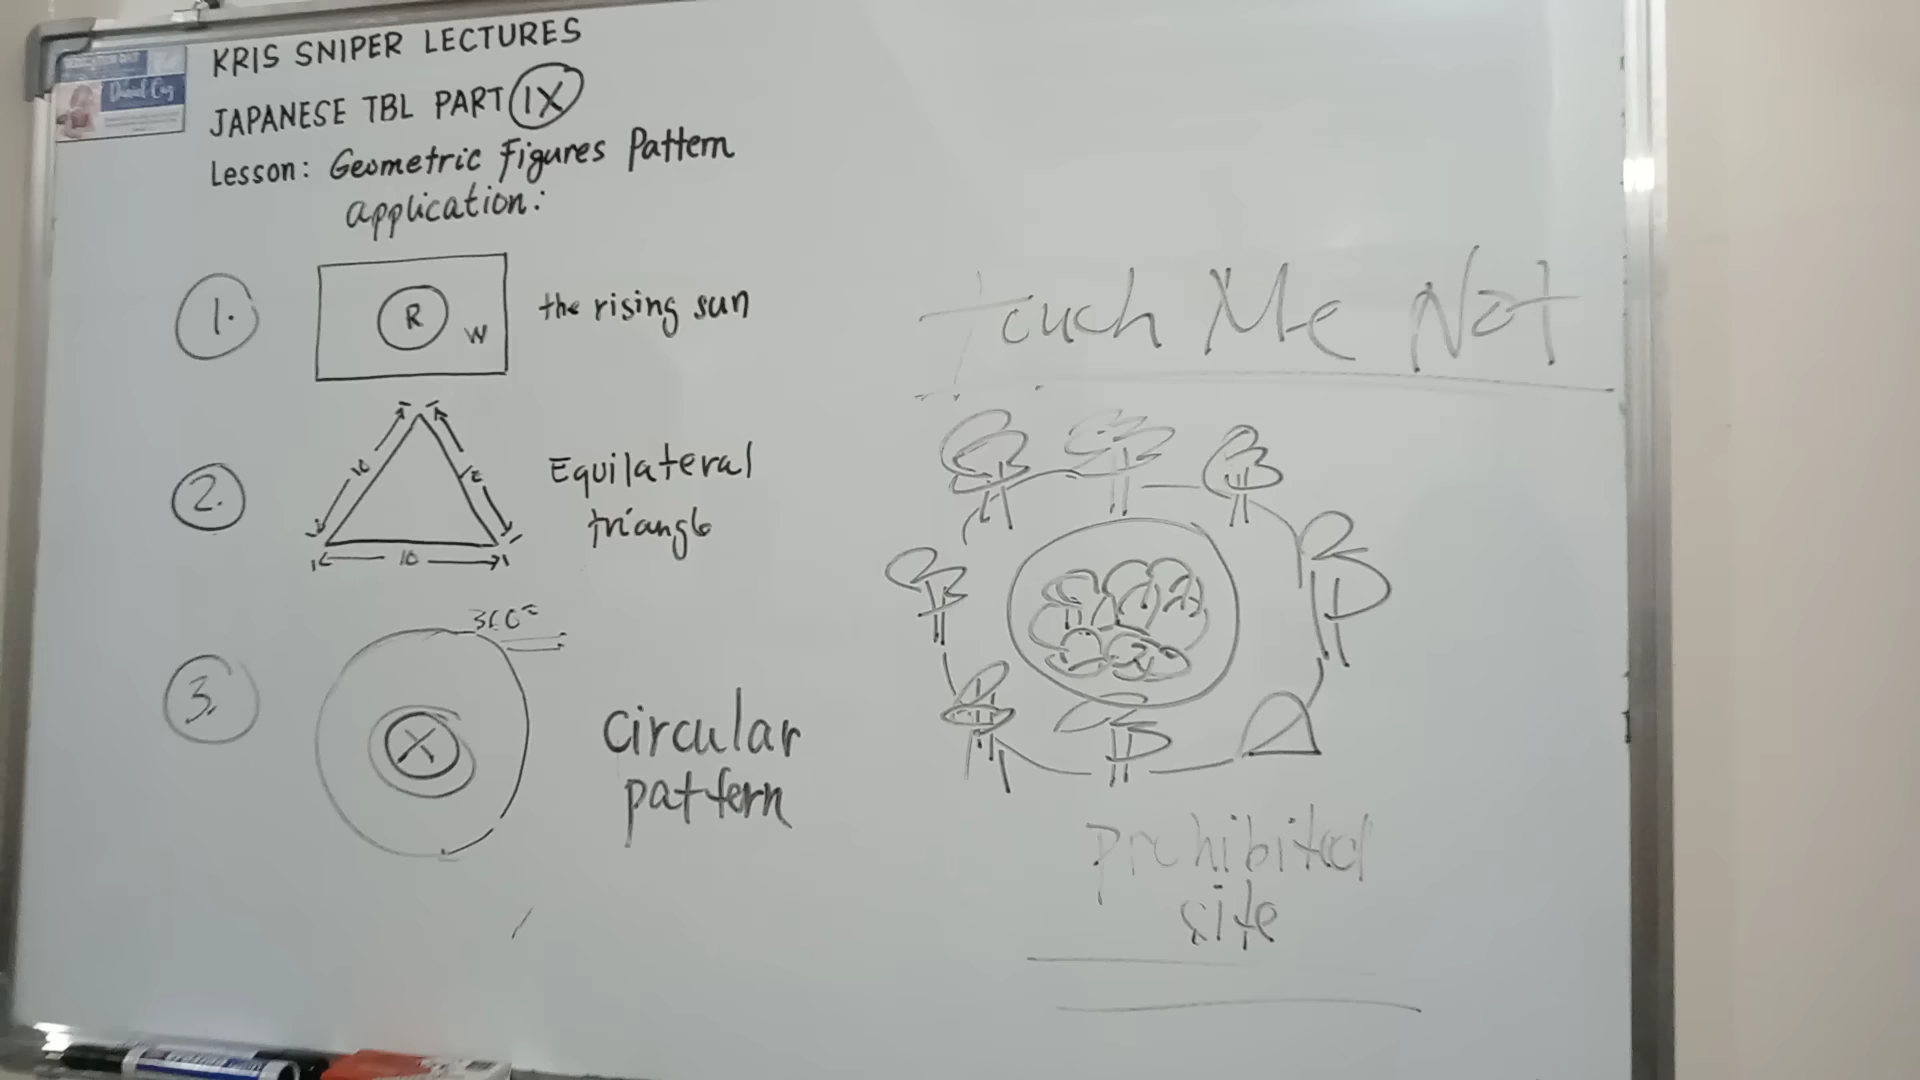 KRIS SNIPER LECTURES
JAPANESE TBL PART IX
Lesson: Geometric Figures Pattern
application:
1.
R
W
the rising sun
2.
10
10
Equilateral
triangle
3.
360°
X
Circular
pattern
Touch Me Not
prohibited
site